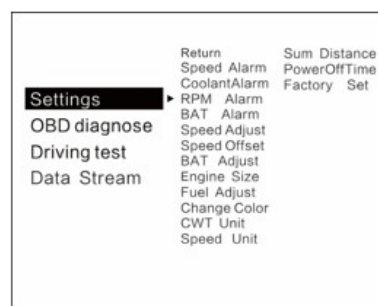 Settings
OBD diagnose
Driving test
Data Stream
Return
Speed Alarm
CoolantAlarm
RPM Alarm
BAT Alarm
Speed Adjust
Speed Offset
BAT Adjust
Engine Size
Fuel Adjust
Change Color
CWT Unit
Speed Unit
Sum Distance
PowerOffTime
Factory Set